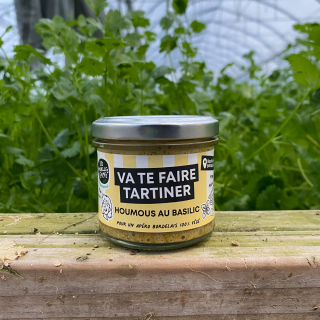 VA TE FAIRE
TARTINER
HOUMOUS AU BASILIC
POUR UN APÉRO BORDELAIS 100% VÉGÉ